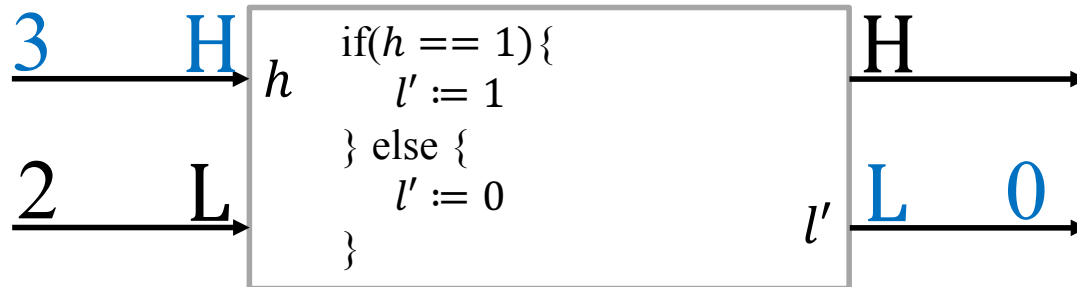 3 H
h
if(h == 1){
l' := 1
} else {
l' := 0
}
H
2 L
l'
L 0